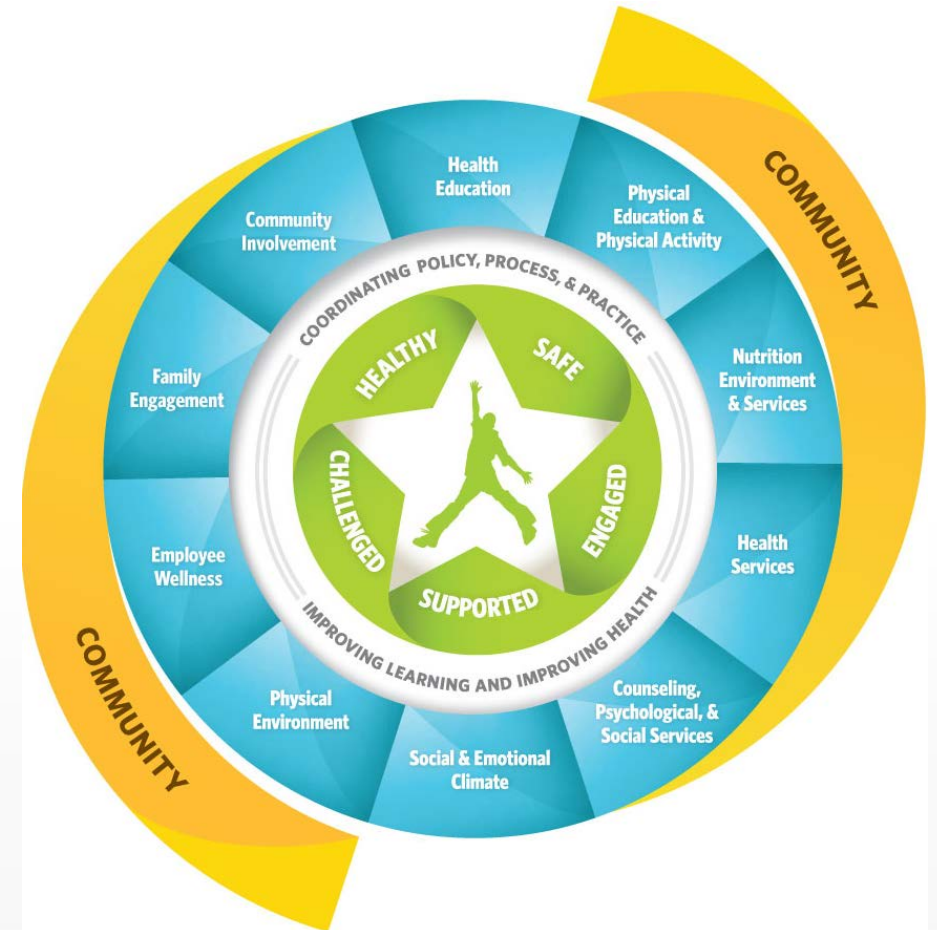 COMMUNITY
Health
Education
Physical
Education &
Physical Activity
Nutrition
Environment
& Services
Health
Services
Counseling,
Psychological, &
Social Services
Social & Emotional
Climate
Physical
Environment
Employee
Wellness
Family
Engagement
Community
Involvement
COORDINATING POLICY, PROCESS, & PRACTICE
IMPROVING LEARNING AND IMPROVING HEALTH
HEALTHY
SAFE
ENGAGED
SUPPORTED
CHALLENGED
COMMUNITY